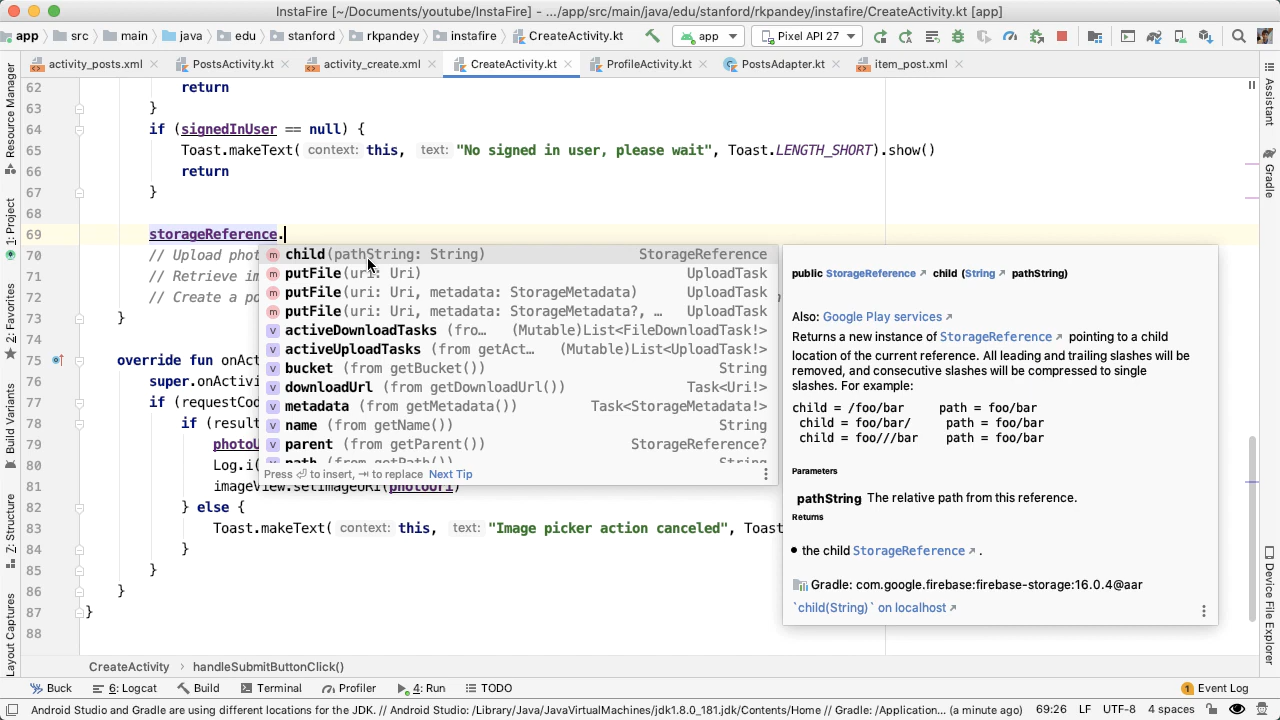 InstaFire [~/Documents/youtube/InstaFire] - .../app/src/main/java/edu/stanford/rkpandey/instafire/CreateActivity.kt [app]
app src main java edu stanford rkpandey instafire CreateActivity.kt app Pixel API 27
activity_posts.xml PostsActivity.kt activity_create.xml CreateActivity.kt ProfileActivity.kt PostsAdapter.kt item_post.xml
Resource Manager
1: Project
2: Favorites
Build Variants
Z: Structure
Layout Captures
62 return
63 }
64 if (signedInUser == null) {
65 Toast.makeText( context: this, text: "No signed in user, please wait", Toast.LENGTH_SHORT).show()
66 return
67 }
68
69 storageReference.
70 // Upload phot
71 // Retrieve im
72 // Create a po
73 }
74
75 override fun onAct
76 super.onActivi
77 if (requestCod
78 if (result
79 photoU
80 Log.i(
81 imageView.setImageURI(photoUri)
82 } else {
83 Toast.makeText( context: this, text: "Image picker action canceled", Toast
84 }
85 }
86 }
87 }
88
child(pathString: String) StorageReference
putFile(uri: Uri) UploadTask
putFile(uri: Uri, metadata: StorageMetadata) UploadTask
putFile(uri: Uri, metadata: StorageMetadata?, … UploadTask
activeDownloadTasks (fro… (Mutable)List<FileDownloadTask!>
activeUploadTasks (from getAct… (Mutable)List<UploadTask!>
bucket (from getBucket()) String
downloadUrl (from getDownloadUrl()) Task<Uri!>
metadata (from getMetadata()) Task<StorageMetadata!>
name (from getName()) String
parent (from getParent()) StorageReference?
path (from getPath()) String
Press ⏎ to insert, ⇥ to replace Next Tip
public StorageReference child (String pathString)
Also: Google Play services
Returns a new instance of StorageReference pointing to a child
location of the current reference. All leading and trailing slashes will be
removed, and consecutive slashes will be compressed to single
slashes. For example:
child = /foo/bar path = foo/bar
child = foo/bar/ path = foo/bar
child = foo///bar path = foo/bar
Parameters
pathString The relative path from this reference.
Returns
• the child StorageReference .
Gradle: com.google.firebase:firebase-storage:16.0.4@aar
`child(String)` on localhost
Assistant
Gradle
Device File Explorer
CreateActivity › handleSubmitButtonClick()
Buck 6: Logcat Build Terminal Profiler 4: Run TODO 1 Event Log
Android Studio and Gradle are using different locations for the JDK. // Android Studio: /Library/Java/JavaVirtualMachines/jdk1.8.0_181.jdk/Contents/Home // Gradle: /Application... (a minute ago) 69:26 LF UTF-8 4 spaces